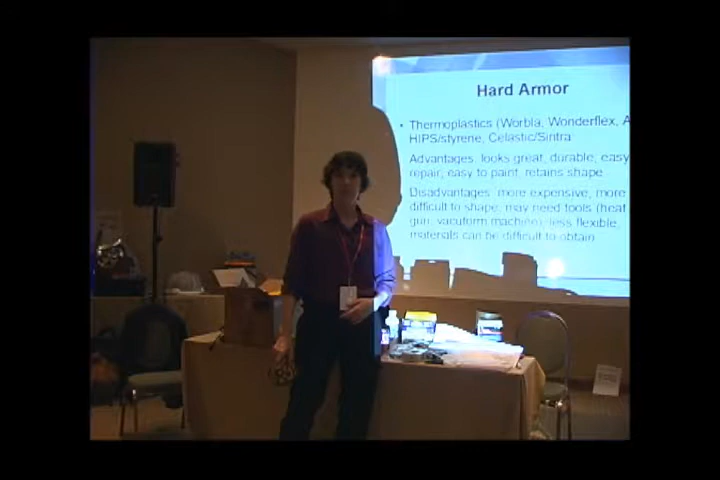 Hard Armor
• Thermoplastics (Worbla, Wonderflex, A
HIPS/styrene, Celastic/Sintra
Advantages: looks great, durable, easy
repair, easy to paint, retains shape
Disadvantages: more expensive, more
difficult to shape, may need tools (heat
gun, vacuform machine), less flexible,
materials can be difficult to obtain